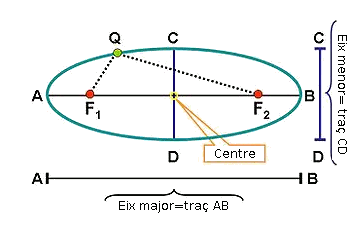 Q
C
C
A
F1
F2
B
D
D
Centre
Eix menor= traç CD
A
B
Eix major=traç AB